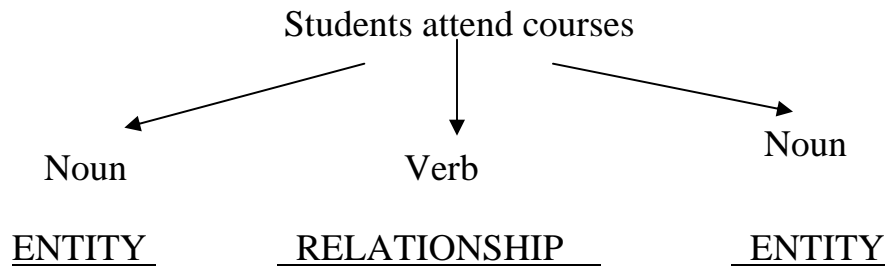 Students attend courses
Noun Verb Noun
ENTITY RELATIONSHIP ENTITY